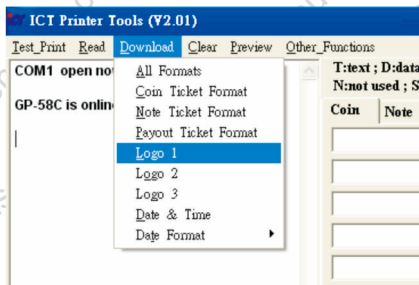 ICT Printer Tools (V2.01)
Test_Print Read Download Clear Preview Other_Functions
COM1 open
GP-58C is
All Formats
Coin Ticket Format
Note Ticket Format
Payout Ticket Format
Logo 1
Logo 2
Logo 3
Date & Time
Date Format
T:text ; D:data
N:not used ; S
Coin Note